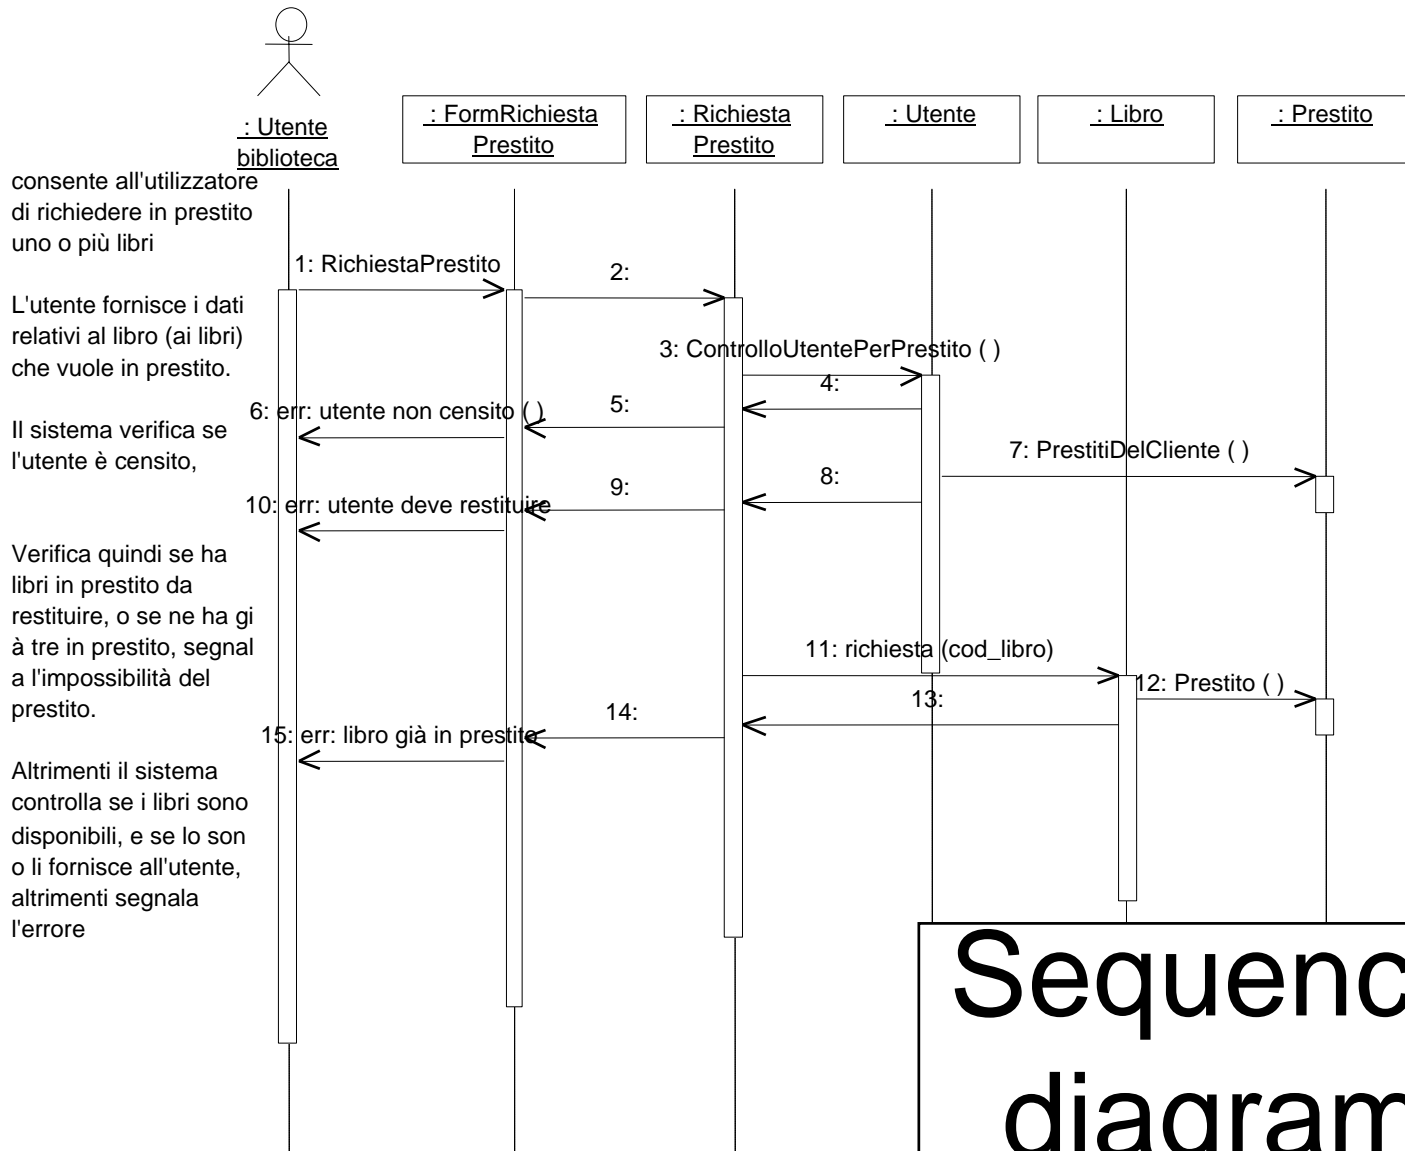 : Utente
biblioteca
: FormRichiesta
Prestito
: Richiesta
Prestito
: Utente
: Libro
: Prestito
consente all'utilizzatore
di richiedere in prestito
uno o più libri
L'utente fornisce i dati
relativi al libro (ai libri)
che vuole in prestito.
Il sistema verifica se
l'utente è censito,
Verifica quindi se ha
libri in prestito da
restituire, o se ne ha gi
à tre in prestito, segnal
a l'impossibilità del
prestito.
Altrimenti il sistema
controlla se i libri sono
disponibili, e se lo son
o li fornisce all'utente,
altrimenti segnala
l'errore
1: RichiestaPrestito
2:
3: ControlloUtentePerPrestito ( )
4:
5:
6: err: utente non censito ( )
7: PrestitiDelCliente ( )
8:
9:
10: err: utente deve restituire
11: richiesta (cod_libro)
12: Prestito ( )
13:
14:
15: err: libro già in prestito
Sequenc
diagram